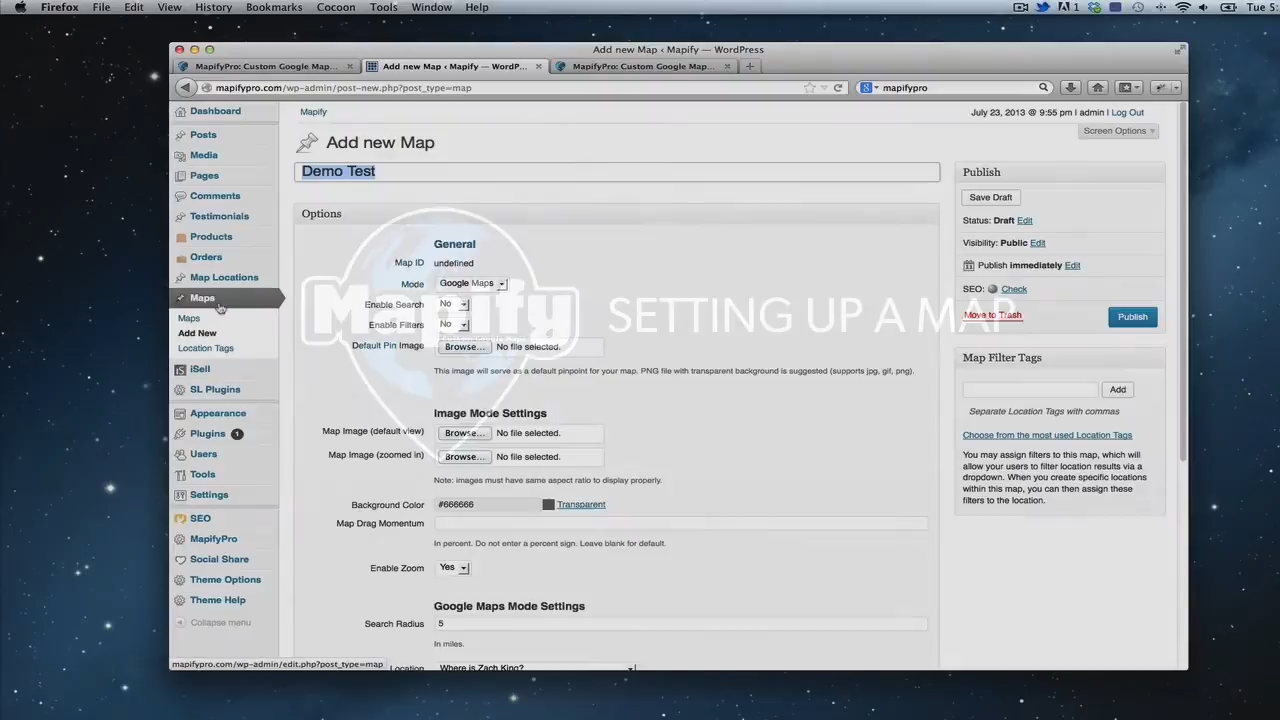 Firefox File Edit View History Bookmarks Cocoon Tools Window Help 1 Tue 5:
Add new Map ‹ Mapify — WordPress
MapifyPro: Custom Google Map... Add new Map ‹ Mapify — WordP... MapifyPro: Custom Google Map...
mapifypro.com/wp-admin/post-new.php?post_type=map mapifypro
Dashboard
Posts
Media
Pages
Comments
Testimonials
Products
Orders
Map Locations
Maps
Maps
Add New
Location Tags
iSell
SL Plugins
Appearance
Plugins 1
Users
Tools
Settings
SEO
MapifyPro
Social Share
Theme Options
Theme Help
Collapse menu
mapifypro.com/wp-admin/edit.php?post_type=map
Mapify July 23, 2013 @ 9:55 pm | admin | Log Out
Screen Options
Add new Map
Demo Test
Options
General
Map ID undefined
Mode Google Maps
Enable Search No
Enable Filters No
Default Pin Image Browse... No file selected.
This image will serve as a default pinpoint for your map. PNG file with transparent background is suggested (supports jpg, gif, png).
Mapify SETTING UP A MAP
Image Mode Settings
Map Image (default view) Browse... No file selected.
Map Image (zoomed in) Browse... No file selected.
Note: images must have same aspect ratio to display properly.
Background Color #666666 Transparent
Map Drag Momentum
In percent. Do not enter a percent sign. Leave blank for default.
Enable Zoom Yes
Google Maps Mode Settings
Search Radius 5
In miles.
Location Where is Zach King?
Publish
Save Draft
Status: Draft Edit
Visibility: Public Edit
Publish immediately Edit
SEO: Check
Move to Trash Publish
Map Filter Tags
Add
Separate Location Tags with commas
Choose from the most used Location Tags
You may assign filters to this map, which will
allow your users to filter location results via a
dropdown. When you create specific locations
within this map, you can then assign these
filters to the location.